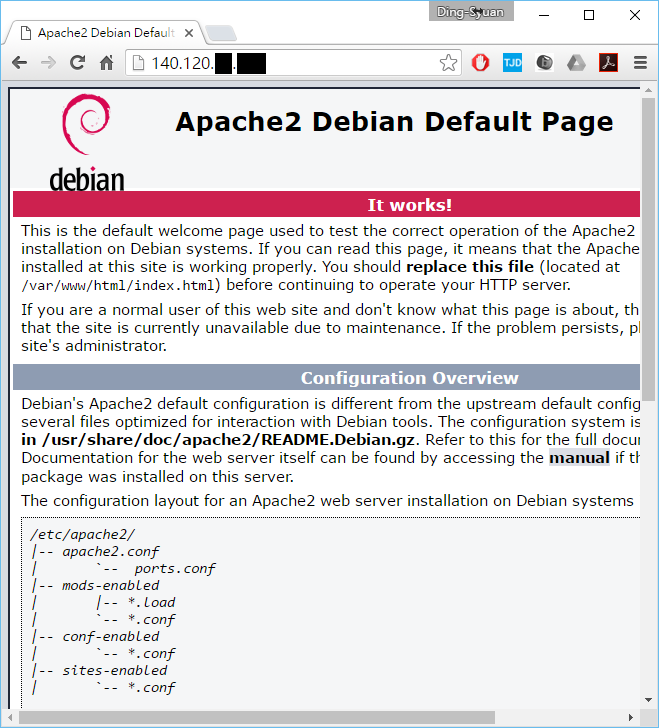 Ding-Syuan
Apache2 Debian Default
140.120.
TJD
debian
Apache2 Debian Default Page
It works!
This is the default welcome page used to test the correct operation of the Apache2
installation on Debian systems. If you can read this page, it means that the Apache
installed at this site is working properly. You should replace this file (located at
/var/www/html/index.html) before continuing to operate your HTTP server.
If you are a normal user of this web site and don't know what this page is about, th
that the site is currently unavailable due to maintenance. If the problem persists, pl
site's administrator.
Configuration Overview
Debian's Apache2 default configuration is different from the upstream default config
several files optimized for interaction with Debian tools. The configuration system is
in /usr/share/doc/apache2/README.Debian.gz. Refer to this for the full docum
Documentation for the web server itself can be found by accessing the manual if th
package was installed on this server.
The configuration layout for an Apache2 web server installation on Debian systems
/etc/apache2/
|-- apache2.conf
|       `--  ports.conf
|-- mods-enabled
|       |-- *.load
|       `-- *.conf
|-- conf-enabled
|       `-- *.conf
|-- sites-enabled
|       `-- *.conf